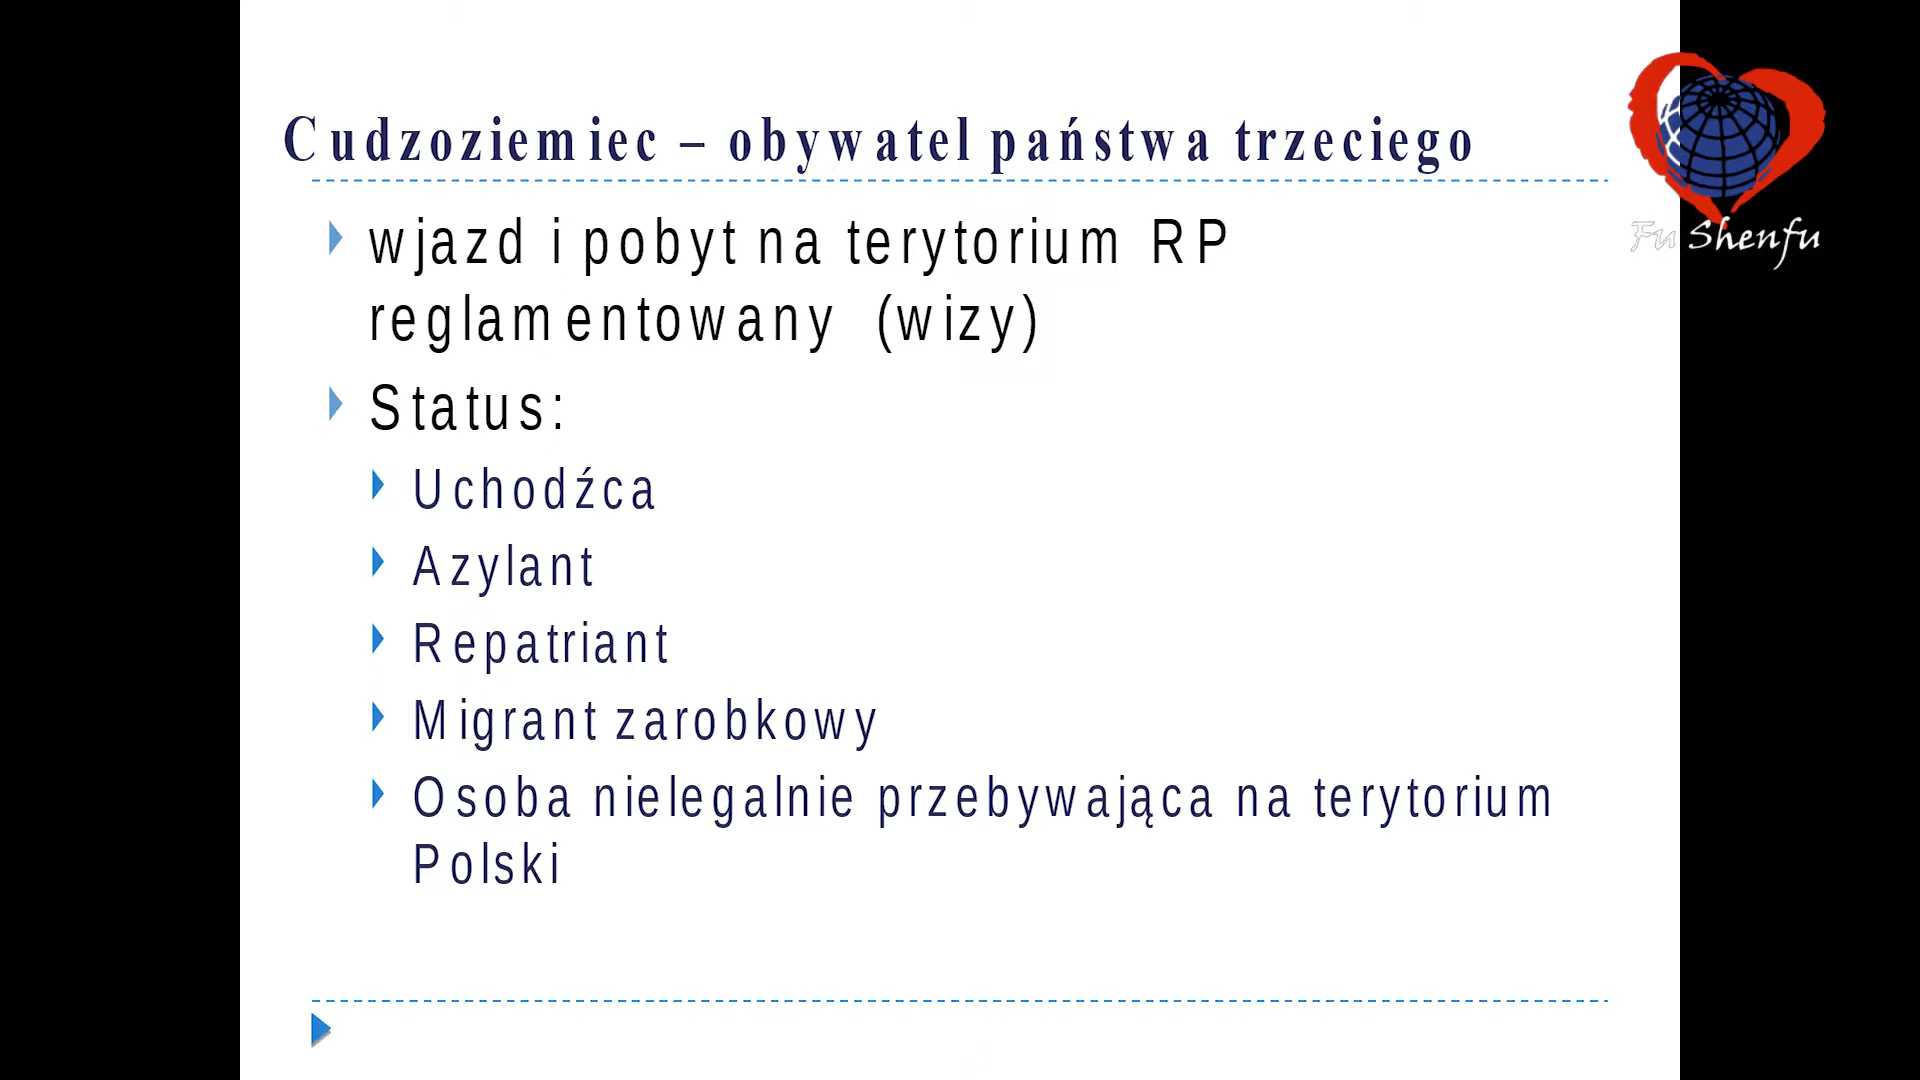 Cudzoziemiec – obywatel państwa trzeciego
wjazd i pobyt na terytorium RP
reglamentowany (wizy)
Status:
Uchodźca
Azylant
Repatriant
Migrant zarobkowy
Osoba nielegalnie przebywająca na terytorium
Polski
Fu Shenfu